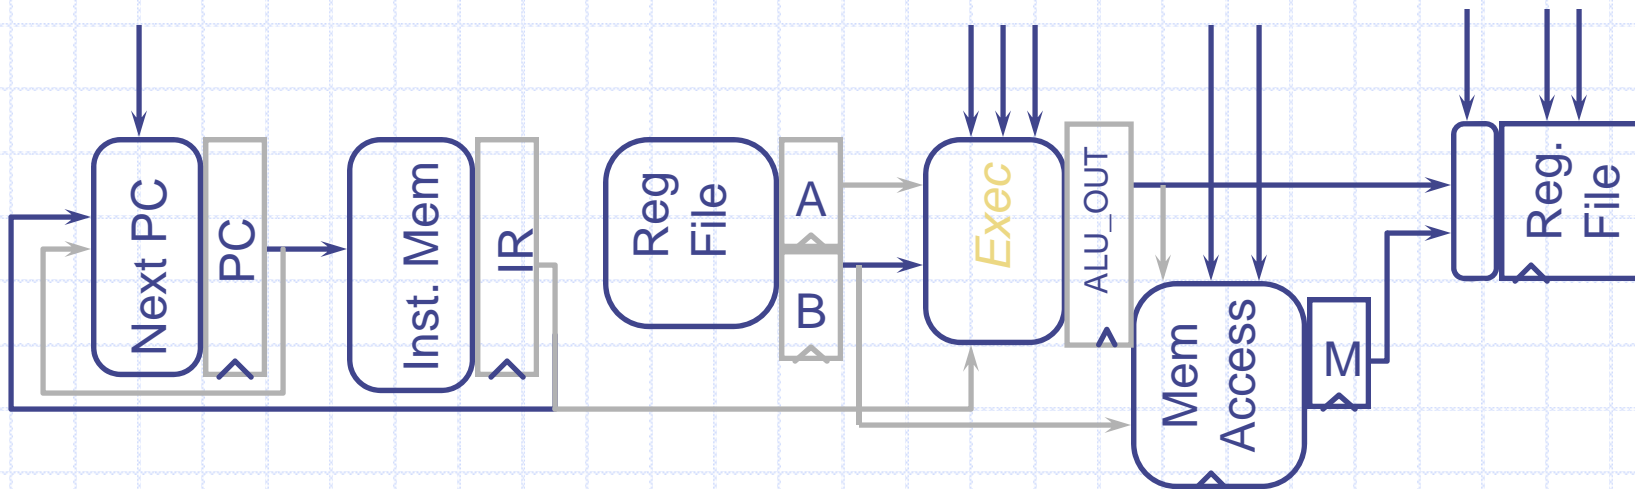 Next PC
PC
Inst. Mem
IR
Reg
File
A
B
Exec
ALU_OUT
Mem
Access
M
Reg.
File